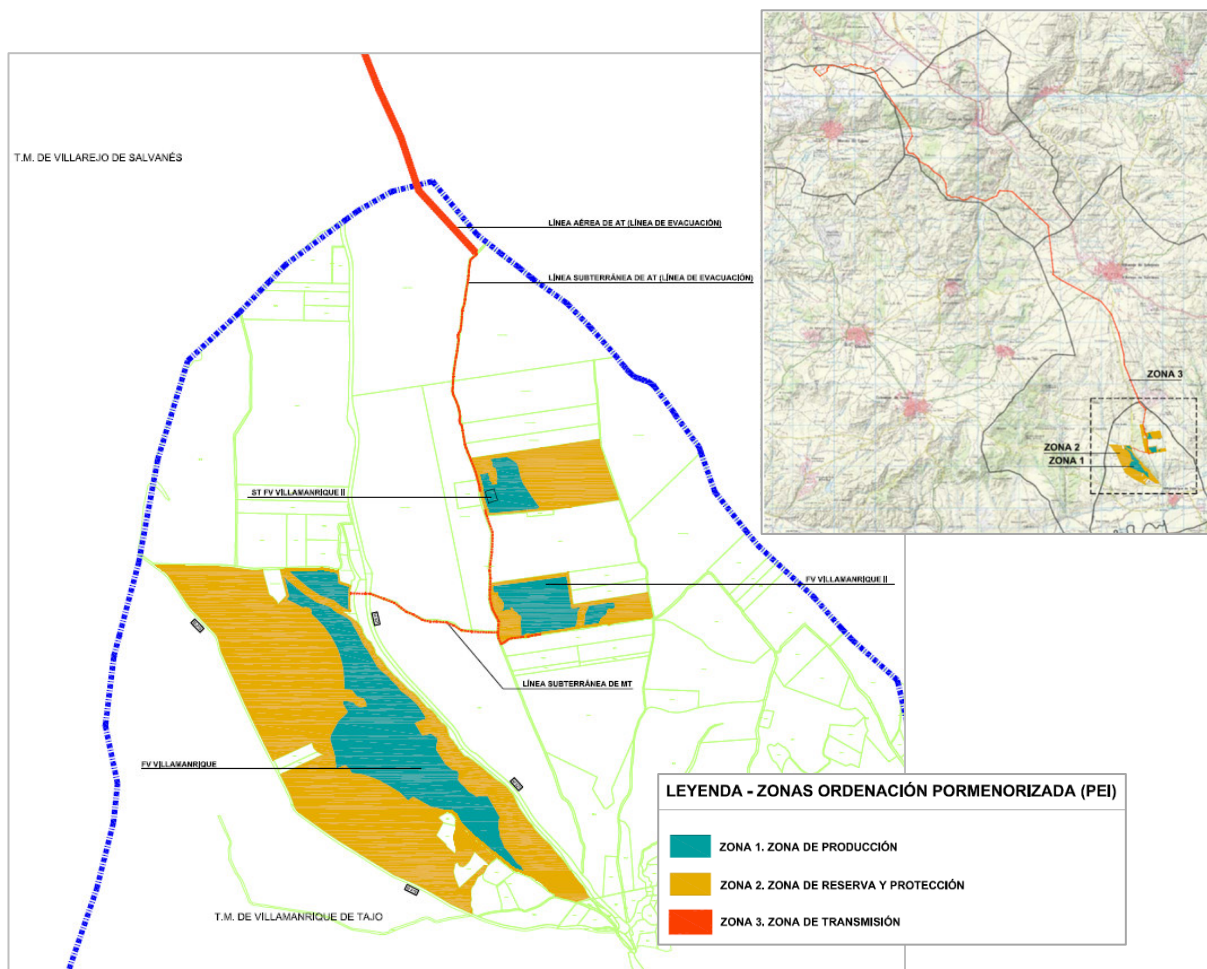 T.M. DE VILLAREJO DE SALVANÉS
LÍNEA AÉREA DE AT (LÍNEA DE EVACUACIÓN)
LÍNEA SUBTERRÁNEA DE AT (LÍNEA DE EVACUACIÓN)
ZONA 3
ZONA 2
ZONA 1
ST FV VILLAMANRIQUE II
FV VILLAMANRIQUE II
LÍNEA SUBTERRÁNEA DE MT
FV VILLAMANRIQUE
T.M. DE VILLAMANRIQUE DE TAJO
LEYENDA - ZONAS ORDENACIÓN PORMENORIZADA (PEI)
ZONA 1. ZONA DE PRODUCCIÓN
ZONA 2. ZONA DE RESERVA Y PROTECCIÓN
ZONA 3. ZONA DE TRANSMISIÓN